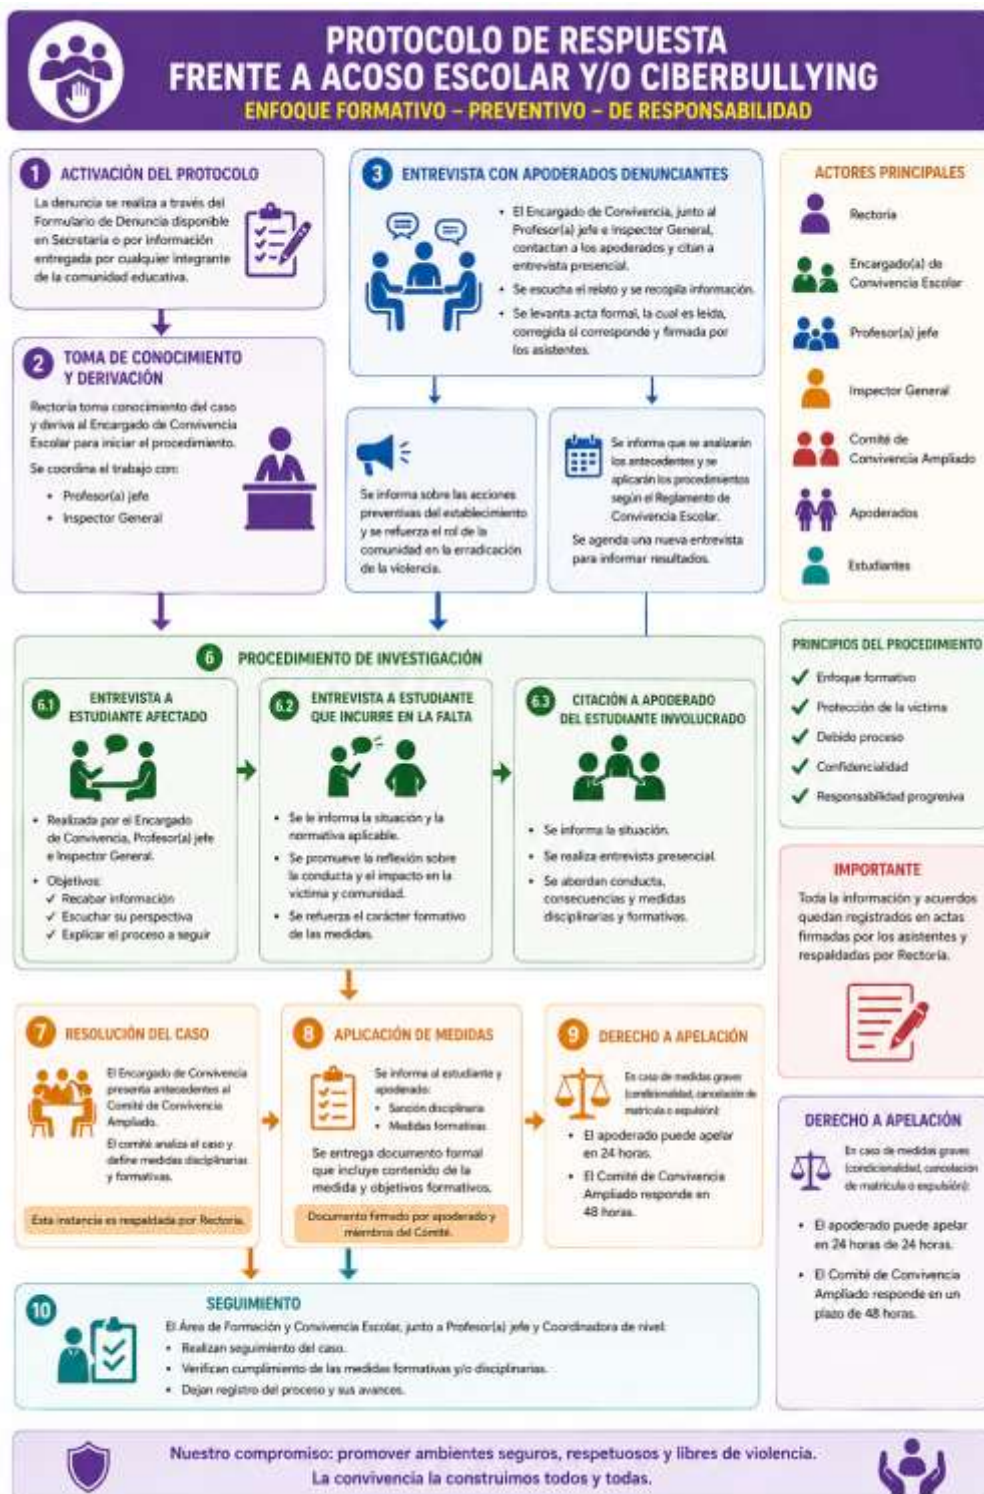 PROTOCOLO DE RESPUESTA
FRENTE A ACOSO ESCOLAR Y/O CIBERBULLYING
ENFOQUE FORMATIVO – PREVENTIVO – DE RESPONSABILIDAD
1 ACTIVACIÓN DEL PROTOCOLO
La denuncia se realiza a través del
Formulario de Denuncia disponible
en Secretaría o por información
entregada por cualquier integrante
de la comunidad educativa.
2 TOMA DE CONOCIMIENTO
Y DERIVACIÓN
Rectoría toma conocimiento del caso
y deriva al Encargado de Convivencia
Escolar para iniciar el procedimiento.
Se coordina el trabajo con:
• Profesor(a) jefe
• Inspector General
3 ENTREVISTA CON APODERADOS DENUNCIANTES
• El Encargado de Convivencia, junto al
Profesor(a) jefe e Inspector General,
contactan a los apoderados y citan a
entrevista presencial.
• Se escucha el relato y se recopila información.
• Se levanta acta formal, la cual es leída,
corregida si corresponde y firmada por
los asistentes.
Se informa sobre las acciones
preventivas del establecimiento
y se refuerza el rol de la
comunidad en la erradicación
de la violencia.
Se informa que se analizarán
los antecedentes y se
aplicarán los procedimientos
según el Reglamento de
Convivencia Escolar.
Se agenda una nueva entrevista
para informar resultados.
ACTORES PRINCIPALES
Rectoría
Encargado(a) de
Convivencia Escolar
Profesor(a) jefe
Inspector General
Comité de
Convivencia Ampliado
Apoderados
Estudiantes
6 PROCEDIMIENTO DE INVESTIGACIÓN
6.1 ENTREVISTA A
ESTUDIANTE AFECTADO
• Realizada por el Encargado
de Convivencia, Profesor(a) jefe
e Inspector General.
• Objetivos:
✓ Recabar información
✓ Escuchar su perspectiva
✓ Explicar el proceso a seguir
6.2 ENTREVISTA A ESTUDIANTE
QUE INCURRE EN LA FALTA
• Se le informa la situación y la
normativa aplicable.
• Se promueve la reflexión sobre
la conducta y el impacto en la
víctima y comunidad.
• Se refuerza el carácter formativo
de las medidas.
6.3 CITACIÓN A APODERADO
DEL ESTUDIANTE INVOLUCRADO
• Se informa la situación.
• Se realiza entrevista presencial.
• Se abordan conducta,
consecuencias y medidas
disciplinarias y formativas.
PRINCIPIOS DEL PROCEDIMIENTO
✓ Enfoque formativo
✓ Protección de la víctima
✓ Debido proceso
✓ Confidencialidad
✓ Responsabilidad progresiva
IMPORTANTE
Toda la información y acuerdos
quedan registrados en actas
firmadas por los asistentes y
respaldadas por Rectoría.
7 RESOLUCIÓN DEL CASO
El Encargado de Convivencia
presenta antecedentes al
Comité de Convivencia
Ampliado.
El comité analiza el caso y
define medidas disciplinarias
y formativas.
Esta instancia es respaldada por Rectoría.
8 APLICACIÓN DE MEDIDAS
Se informa al estudiante y
apoderado:
• Sanción disciplinaria
• Medidas formativas
Se entrega documento formal
que incluye contenido de la
medida y objetivos formativos.
Documento firmado por apoderado y
miembros del Comité.
9 DERECHO A APELACIÓN
En caso de medidas graves
(condicionalidad, cancelación de
matrícula o expulsión):
• El apoderado puede apelar
en 24 horas.
• El Comité de Convivencia
Ampliado responde en
48 horas.
DERECHO A APELACIÓN
En caso de medidas graves
(condicionalidad, cancelación
de matrícula o expulsión):
• El apoderado puede apelar
en 24 horas de 24 horas.
• El Comité de Convivencia
Ampliado responde en un
plazo de 48 horas.
10 SEGUIMIENTO
El Área de Formación y Convivencia Escolar, junto a Profesor(a) jefe y Coordinadora de nivel:
• Realizan seguimiento del caso.
• Verifican cumplimiento de las medidas formativas y/o disciplinarias.
• Dejan registro del proceso y sus avances.
Nuestro compromiso: promover ambientes seguros, respetuosos y libres de violencia.
La convivencia la construimos todos y todas.